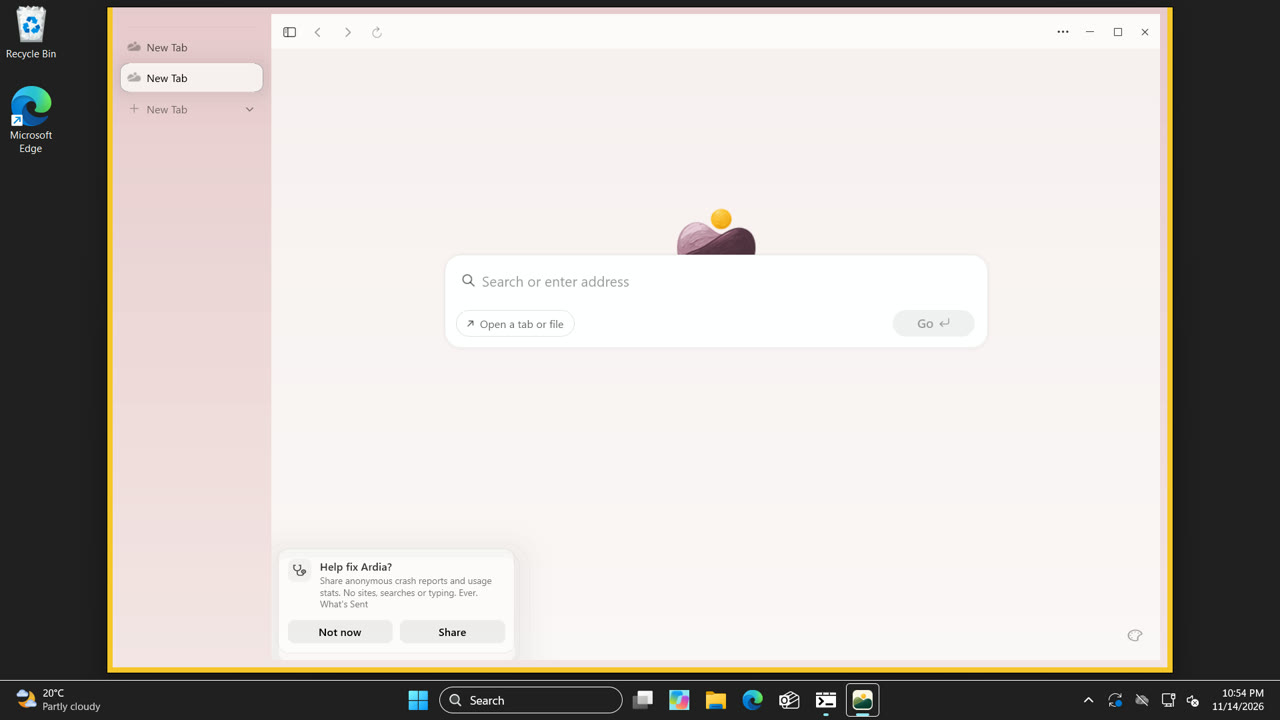 Recycle Bin
Microsoft
Edge
New Tab
New Tab
New Tab
Search or enter address
Open a tab or file
Go
Help fix Ardia?
Share anonymous crash reports and usage
stats. No sites, searches or typing. Ever.
What's Sent
Not now
Share
20°C
Partly cloudy
Search
10:54 PM
11/14/2026